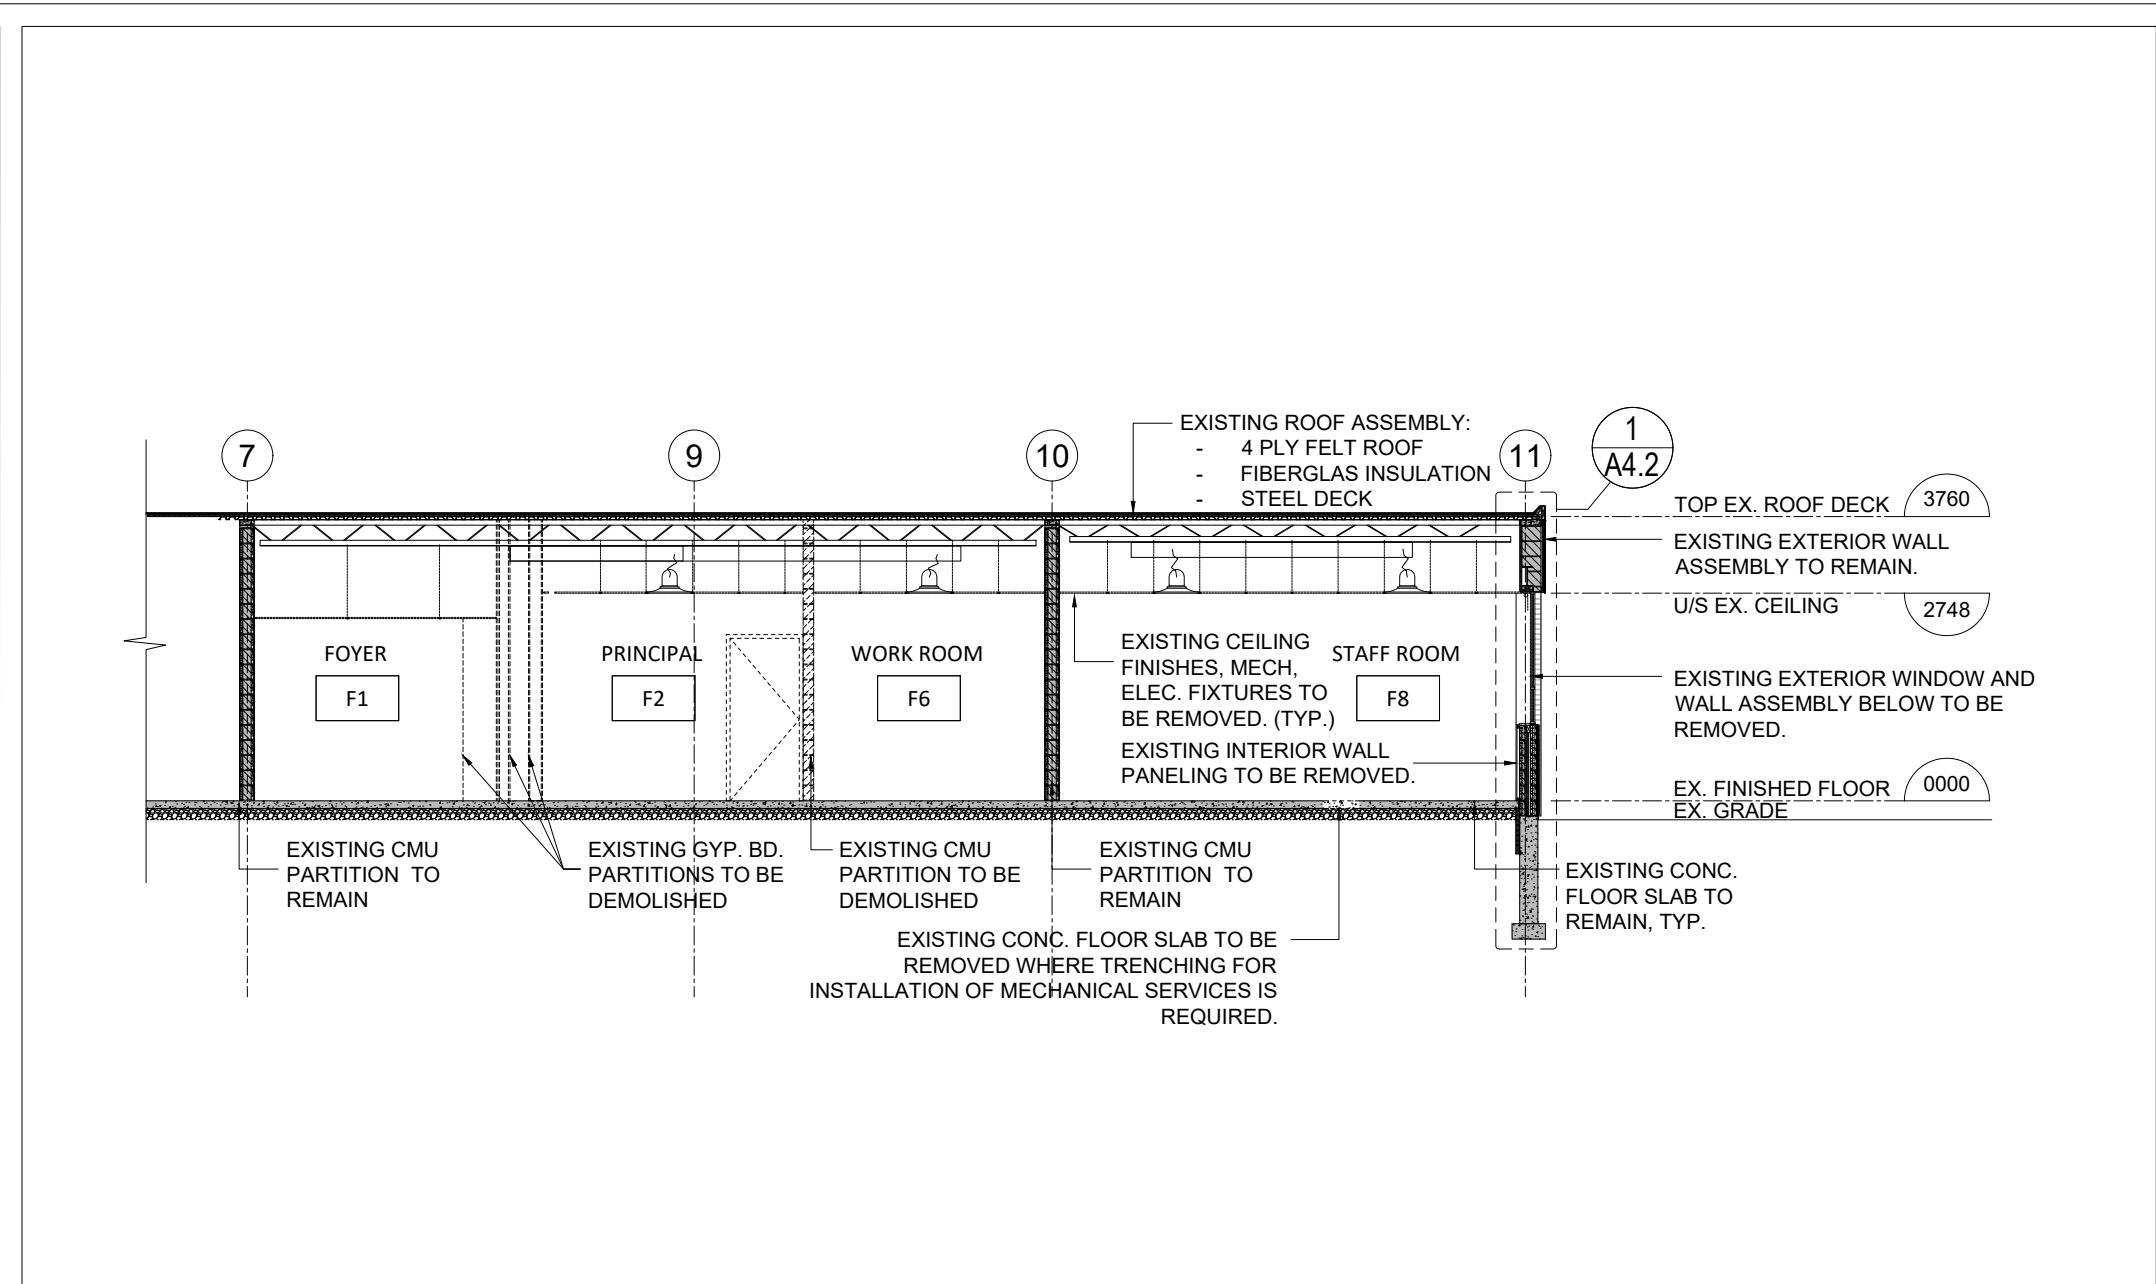 7
9
10
11
1
A4.2
EXISTING ROOF ASSEMBLY:
- 4 PLY FELT ROOF
- FIBERGLAS INSULATION
- STEEL DECK
TOP EX. ROOF DECK 3760
EXISTING EXTERIOR WALL
ASSEMBLY TO REMAIN.
U/S EX. CEILING 2748
FOYER
F1
PRINCIPAL
F2
WORK ROOM
F6
EXISTING CEILING
FINISHES, MECH,
ELEC. FIXTURES TO
BE REMOVED. (TYP.)
STAFF ROOM
F8
EXISTING EXTERIOR WINDOW AND
WALL ASSEMBLY BELOW TO BE
REMOVED.
EXISTING INTERIOR WALL
PANELING TO BE REMOVED.
EX. FINISHED FLOOR 0000
EX. GRADE
EXISTING CMU
PARTITION TO
REMAIN
EXISTING GYP. BD.
PARTITIONS TO BE
DEMOLISHED
EXISTING CMU
PARTITION TO BE
DEMOLISHED
EXISTING CMU
PARTITION TO
REMAIN
EXISTING CONC.
FLOOR SLAB TO
REMAIN, TYP.
EXISTING CONC. FLOOR SLAB TO BE
REMOVED WHERE TRENCHING FOR
INSTALLATION OF MECHANICAL SERVICES IS
REQUIRED.